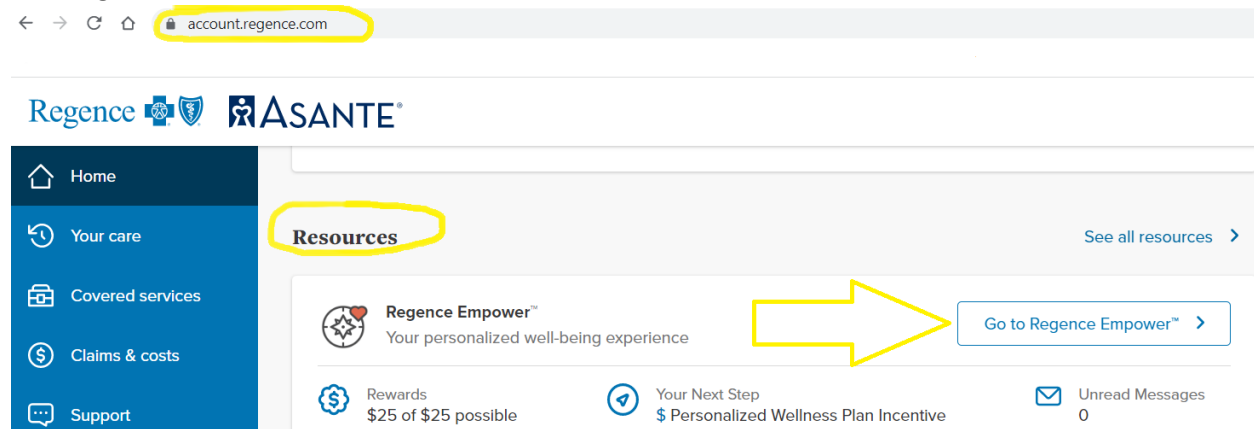 account.regence.com
Regence ASANTE®
Home
Your care
Covered services
Claims & costs
Support
Resources
See all resources
Regence Empower™
Your personalized well-being experience
Go to Regence Empower™
Rewards
$25 of $25 possible
Your Next Step
$ Personalized Wellness Plan Incentive
Unread Messages
0